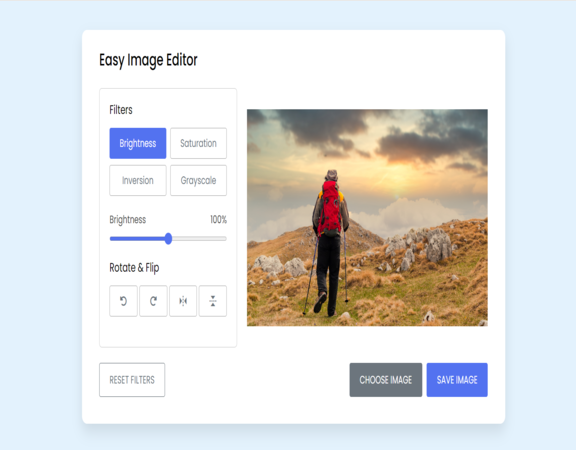 Easy Image Editor
Filters
Brightness
Saturation
Inversion
Grayscale
Brightness 100%
Rotate & Flip
RESET FILTERS
CHOOSE IMAGE
SAVE IMAGE